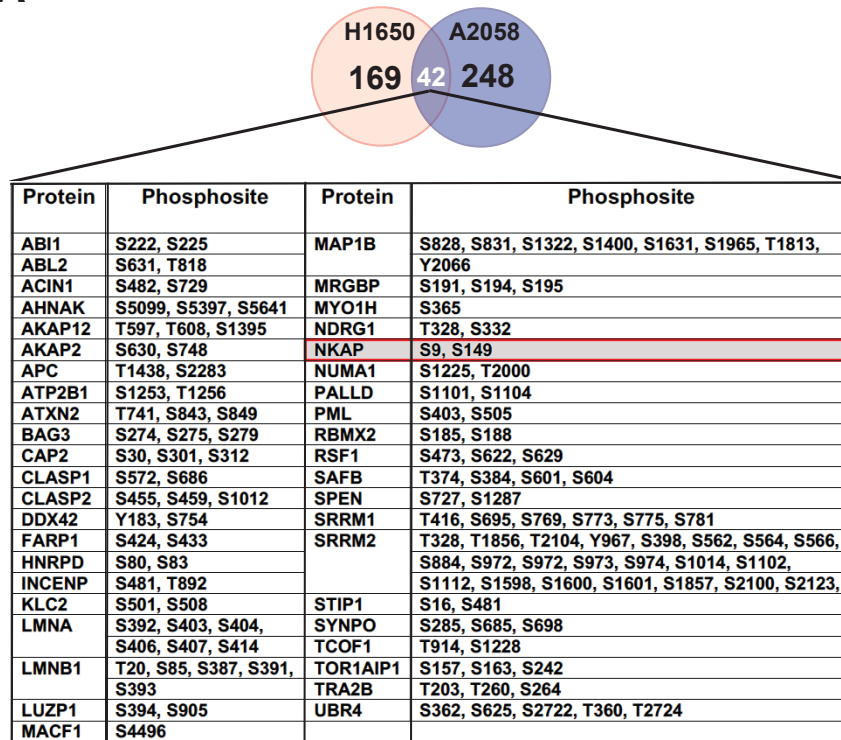 H1650 A2058
169 42 248
Protein Phosphosite Protein Phosphosite
ABI1 S222, S225 MAP1B S828, S831, S1322, S1400, S1631, S1965, T1813,
ABL2 S631, T818 Y2066
ACIN1 S482, S729 MRGBP S191, S194, S195
AHNAK S5099, S5397, S5641 MYO1H S365
AKAP12 T597, T608, S1395 NDRG1 T328, S332
AKAP2 S630, S748 NKAP S9, S149
APC T1438, S2283 NUMA1 S1225, T2000
ATP2B1 S1253, T1256 PALLD S1101, S1104
ATXN2 T741, S843, S849 PML S403, S505
BAG3 S274, S275, S279 RBMX2 S185, S188
CAP2 S30, S301, S312 RSF1 S473, S622, S629
CLASP1 S572, S686 SAFB T374, S384, S601, S604
CLASP2 S455, S459, S1012 SPEN S727, S1287
DDX42 Y183, S754 SRRM1 T416, S695, S769, S773, S775, S781
FARP1 S424, S433 SRRM2 T328, T1856, T2104, Y967, S398, S562, S564, S566,
HNRPD S80, S83 S884, S972, S972, S973, S974, S1014, S1102,
INCENP S481, T892 S1112, S1598, S1600, S1601, S1857, S2100, S2123,
KLC2 S501, S508 STIP1 S16, S481
LMNA S392, S403, S404, SYNPO S285, S685, S698
S406, S407, S414 TCOF1 T914, S1228
LMNB1 T20, S85, S387, S391, TOR1AIP1 S157, S163, S242
S393 TRA2B T203, T260, S264
LUZP1 S394, S905 UBR4 S362, S625, S2722, T360, T2724
MACF1 S4496